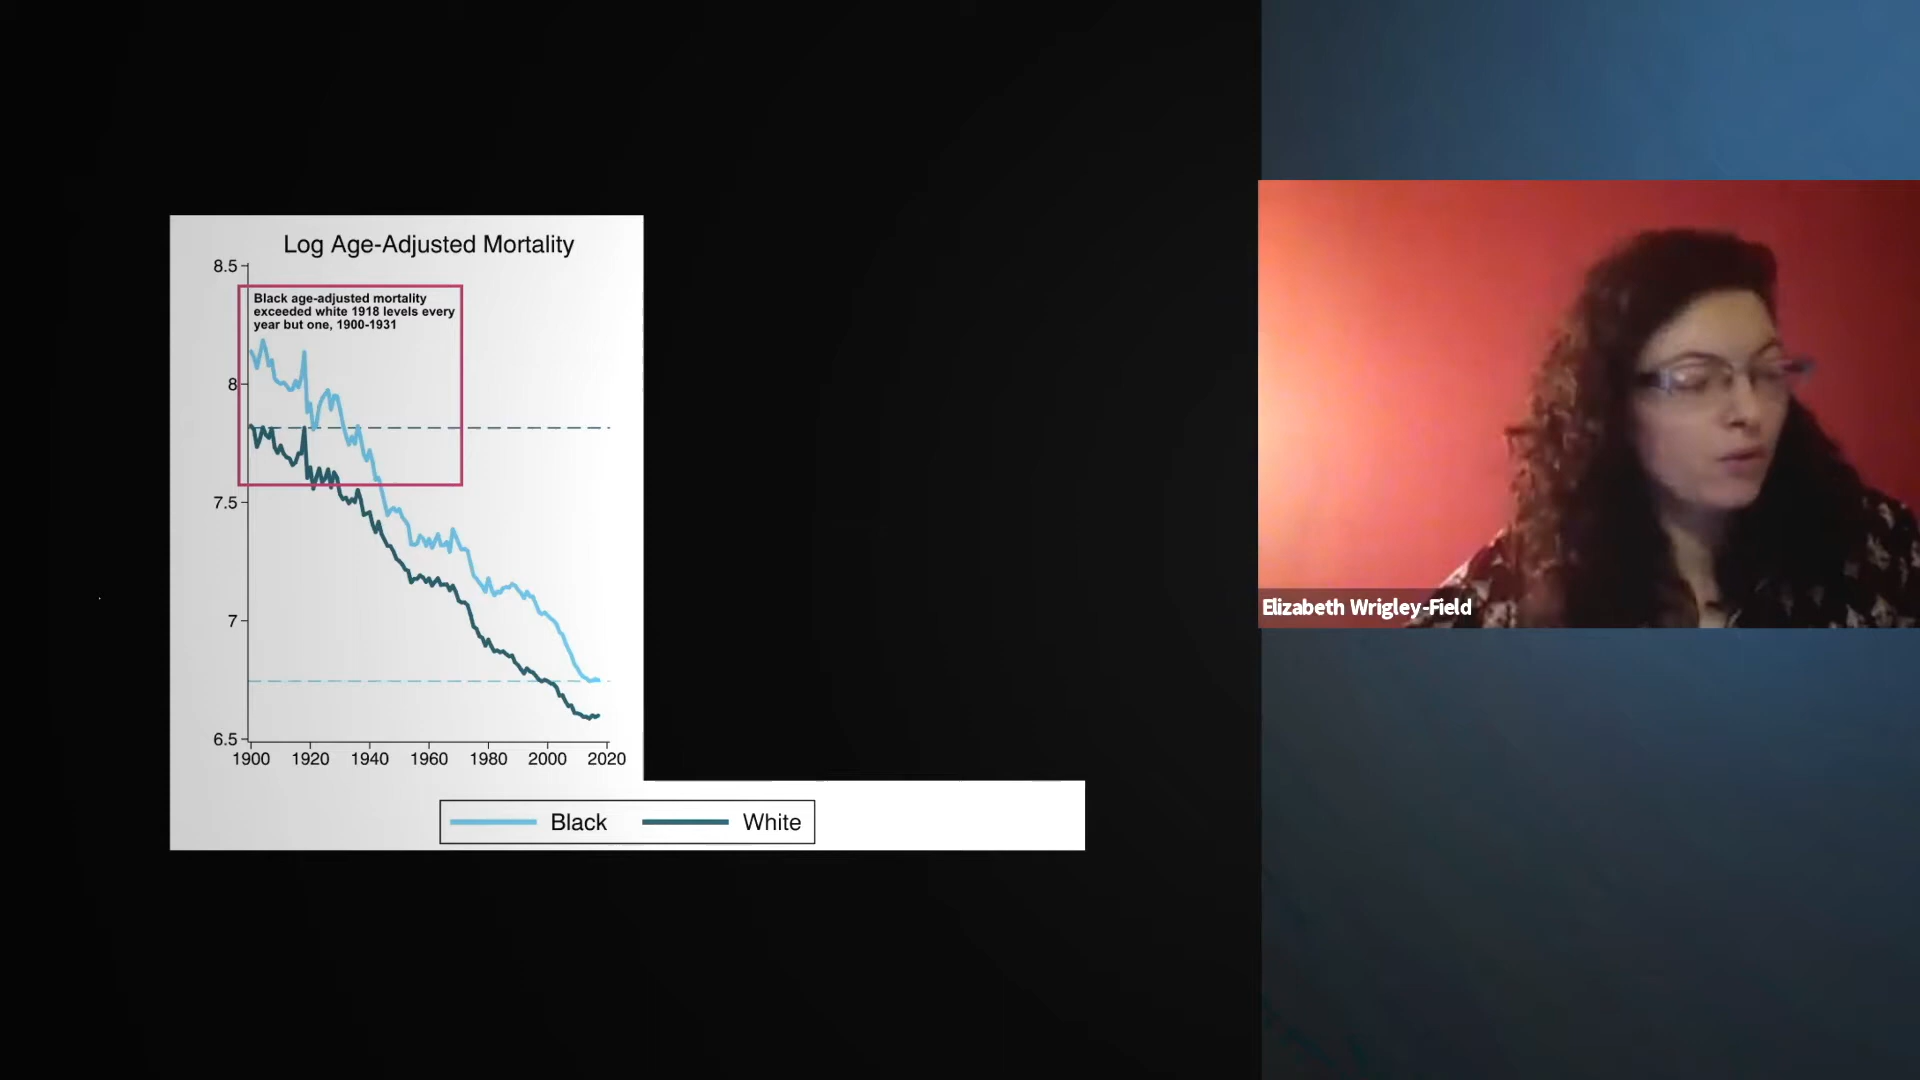 Log Age-Adjusted Mortality
8.5
Black age-adjusted mortality
exceeded white 1918 levels every
year but one, 1900-1931
8
7.5
7
6.5
1900 1920 1940 1960 1980 2000 2020
Black White
Elizabeth Wrigley-Field